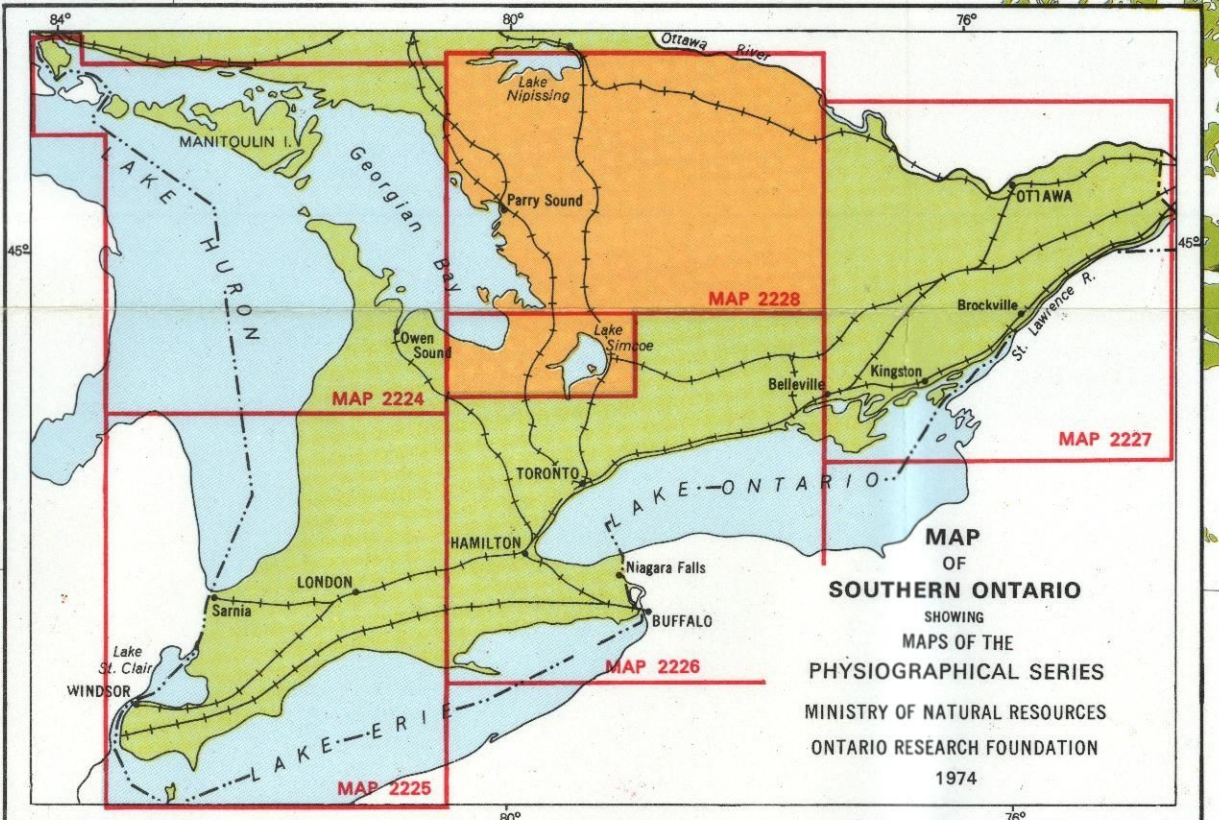 84°
80°
76°
Ottawa River
Lake
Nipissing
MANITOULIN I.
LAKE HURON
Georgian Bay
Parry Sound
OTTAWA
45°
45°
MAP 2228
Brockville
St. Lawrence R.
Owen
Sound
Lake
Simcoe
Kingston
Belleville
MAP 2224
MAP 2227
TORONTO
LAKE ONTARIO
HAMILTON
Niagara Falls
LONDON
Sarnia
BUFFALO
Lake
St. Clair
WINDSOR
MAP 2226
LAKE ERIE
MAP 2225
MAP
OF
SOUTHERN ONTARIO
SHOWING
MAPS OF THE
PHYSIOGRAPHICAL SERIES
MINISTRY OF NATURAL RESOURCES
ONTARIO RESEARCH FOUNDATION
1974
80°
76°